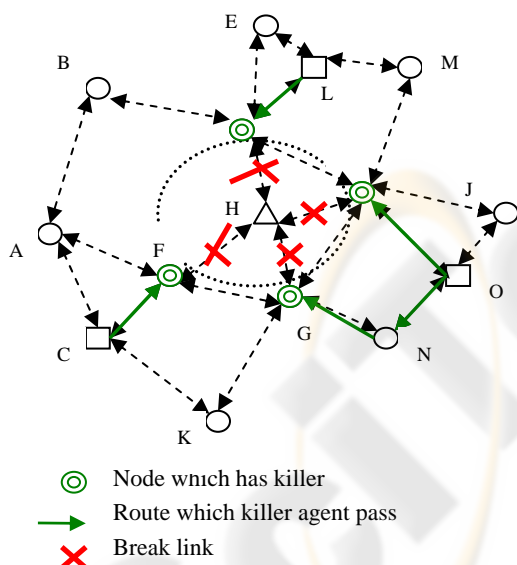 E
B
M
L
H
J
A
F
O
G
C
N
K
Node which has killer
Route which killer agent pass
Break link